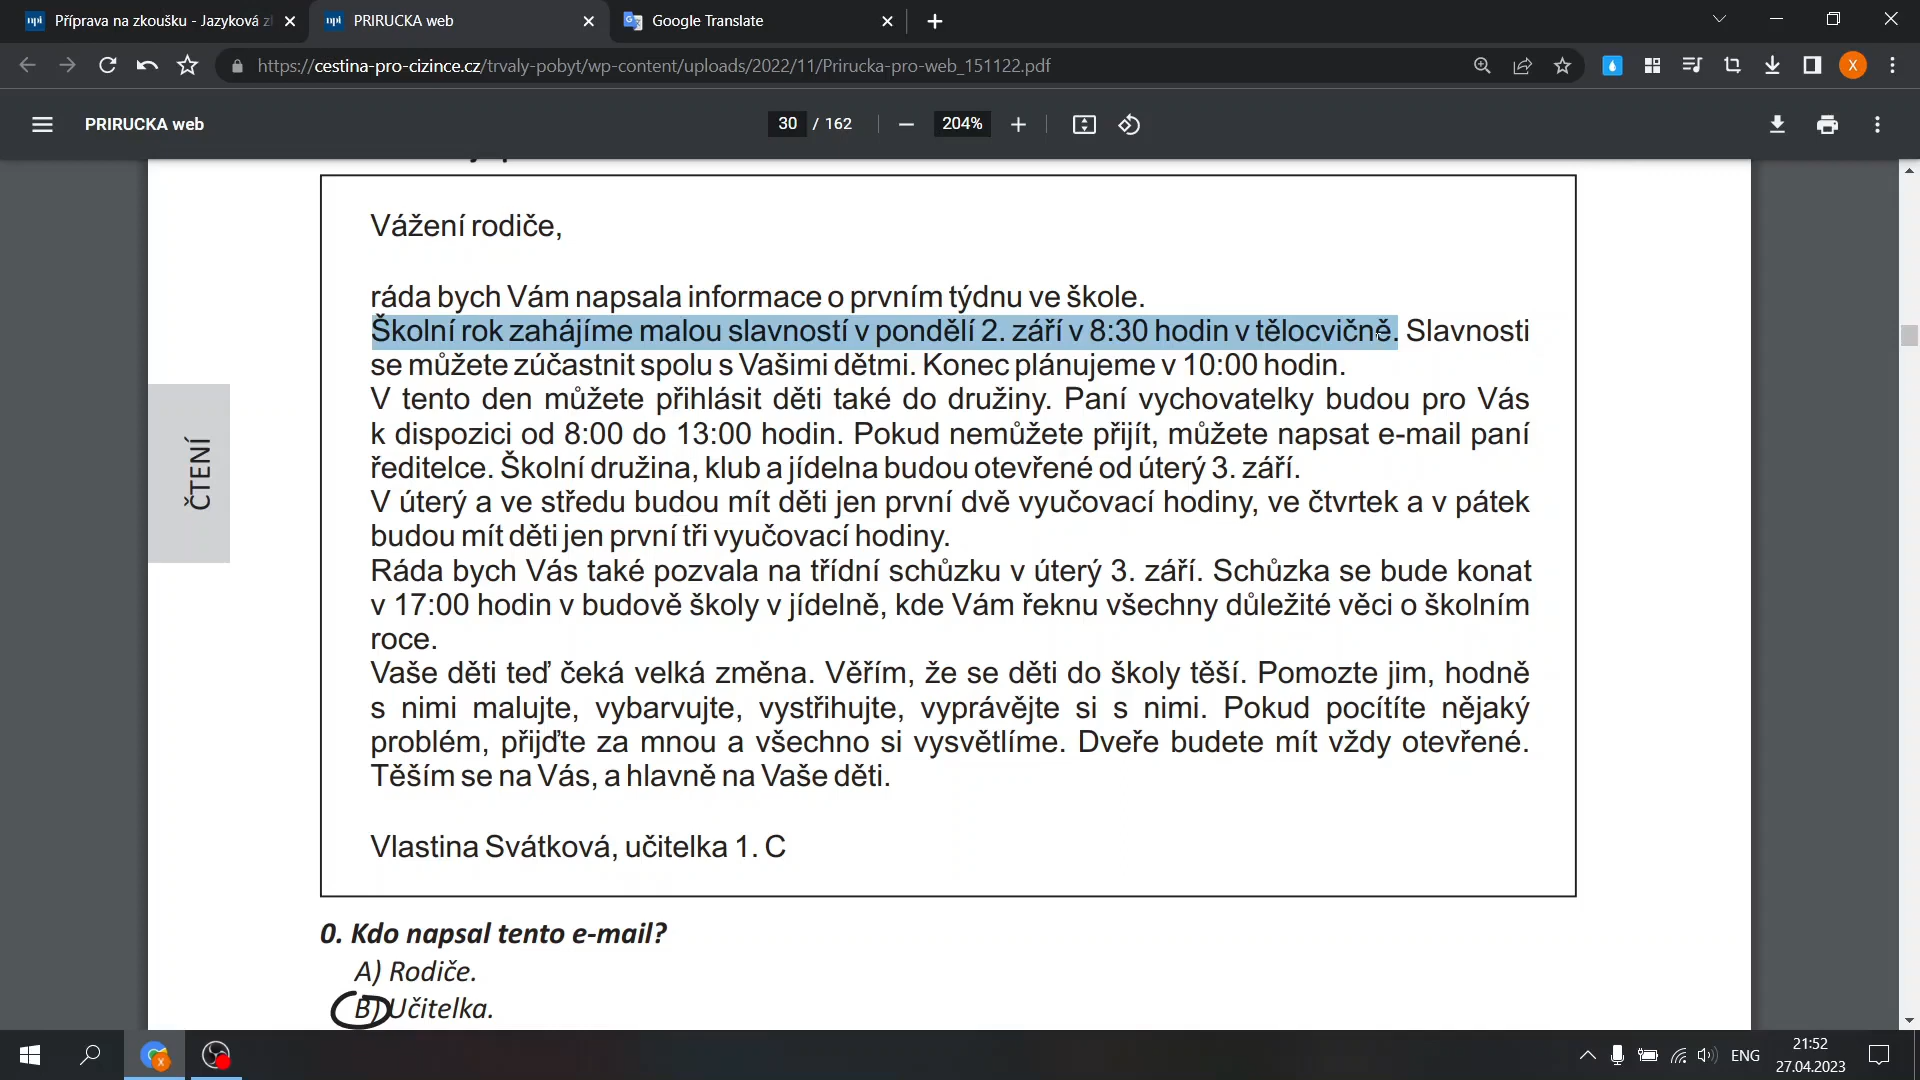 Příprava na zkoušku - Jazyková z
PRIRUCKA web
Google Translate
https://cestina-pro-cizince.cz/trvaly-pobyt/wp-content/uploads/2022/11/Prirucka-pro-web_151122.pdf
X
PRIRUCKA web
30 / 162
204%
Vážení rodiče,
ráda bych Vám napsala informace o prvním týdnu ve škole.
Školní rok zahájíme malou slavností v pondělí 2. září v 8:30 hodin v tělocvičně. Slavnosti
se můžete zúčastnit spolu s Vašimi dětmi. Konec plánujeme v 10:00 hodin.
V tento den můžete přihlásit děti také do družiny. Paní vychovatelky budou pro Vás
k dispozici od 8:00 do 13:00 hodin. Pokud nemůžete přijít, můžete napsat e-mail paní
ředitelce. Školní družina, klub a jídelna budou otevřené od úterý 3. září.
V úterý a ve středu budou mít děti jen první dvě vyučovací hodiny, ve čtvrtek a v pátek
budou mít děti jen první tři vyučovací hodiny.
Ráda bych Vás také pozvala na třídní schůzku v úterý 3. září. Schůzka se bude konat
v 17:00 hodin v budově školy v jídelně, kde Vám řeknu všechny důležité věci o školním
roce.
Vaše děti teď čeká velká změna. Věřím, že se děti do školy těší. Pomozte jim, hodně
s nimi malujte, vybarvujte, vystřihujte, vyprávějte si s nimi. Pokud pocítíte nějaký
problém, přijďte za mnou a všechno si vysvětlíme. Dveře budete mít vždy otevřené.
Těším se na Vás, a hlavně na Vaše děti.
Vlastina Svátková, učitelka 1. C
ČTENÍ
0. Kdo napsal tento e-mail?
A) Rodiče.
B) Učitelka.
ENG
21:52
27.04.2023